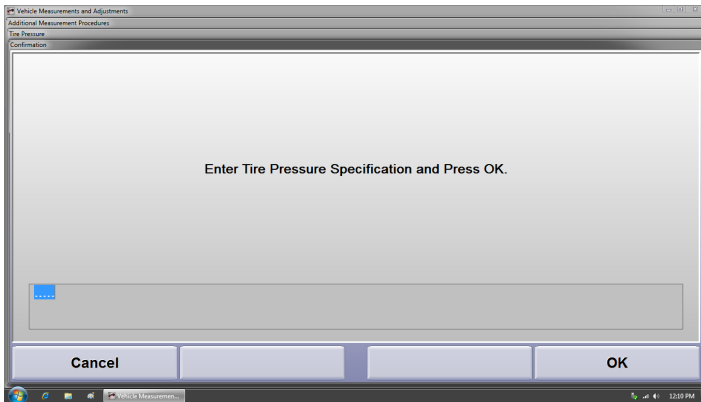 Vehicle Measurements and Adjustments
Additional Measurement Procedures
Tire Pressure
Confirmation
Enter Tire Pressure Specification and Press OK.
.....
Cancel
OK
Vehicle Measuremen...
12:10 PM